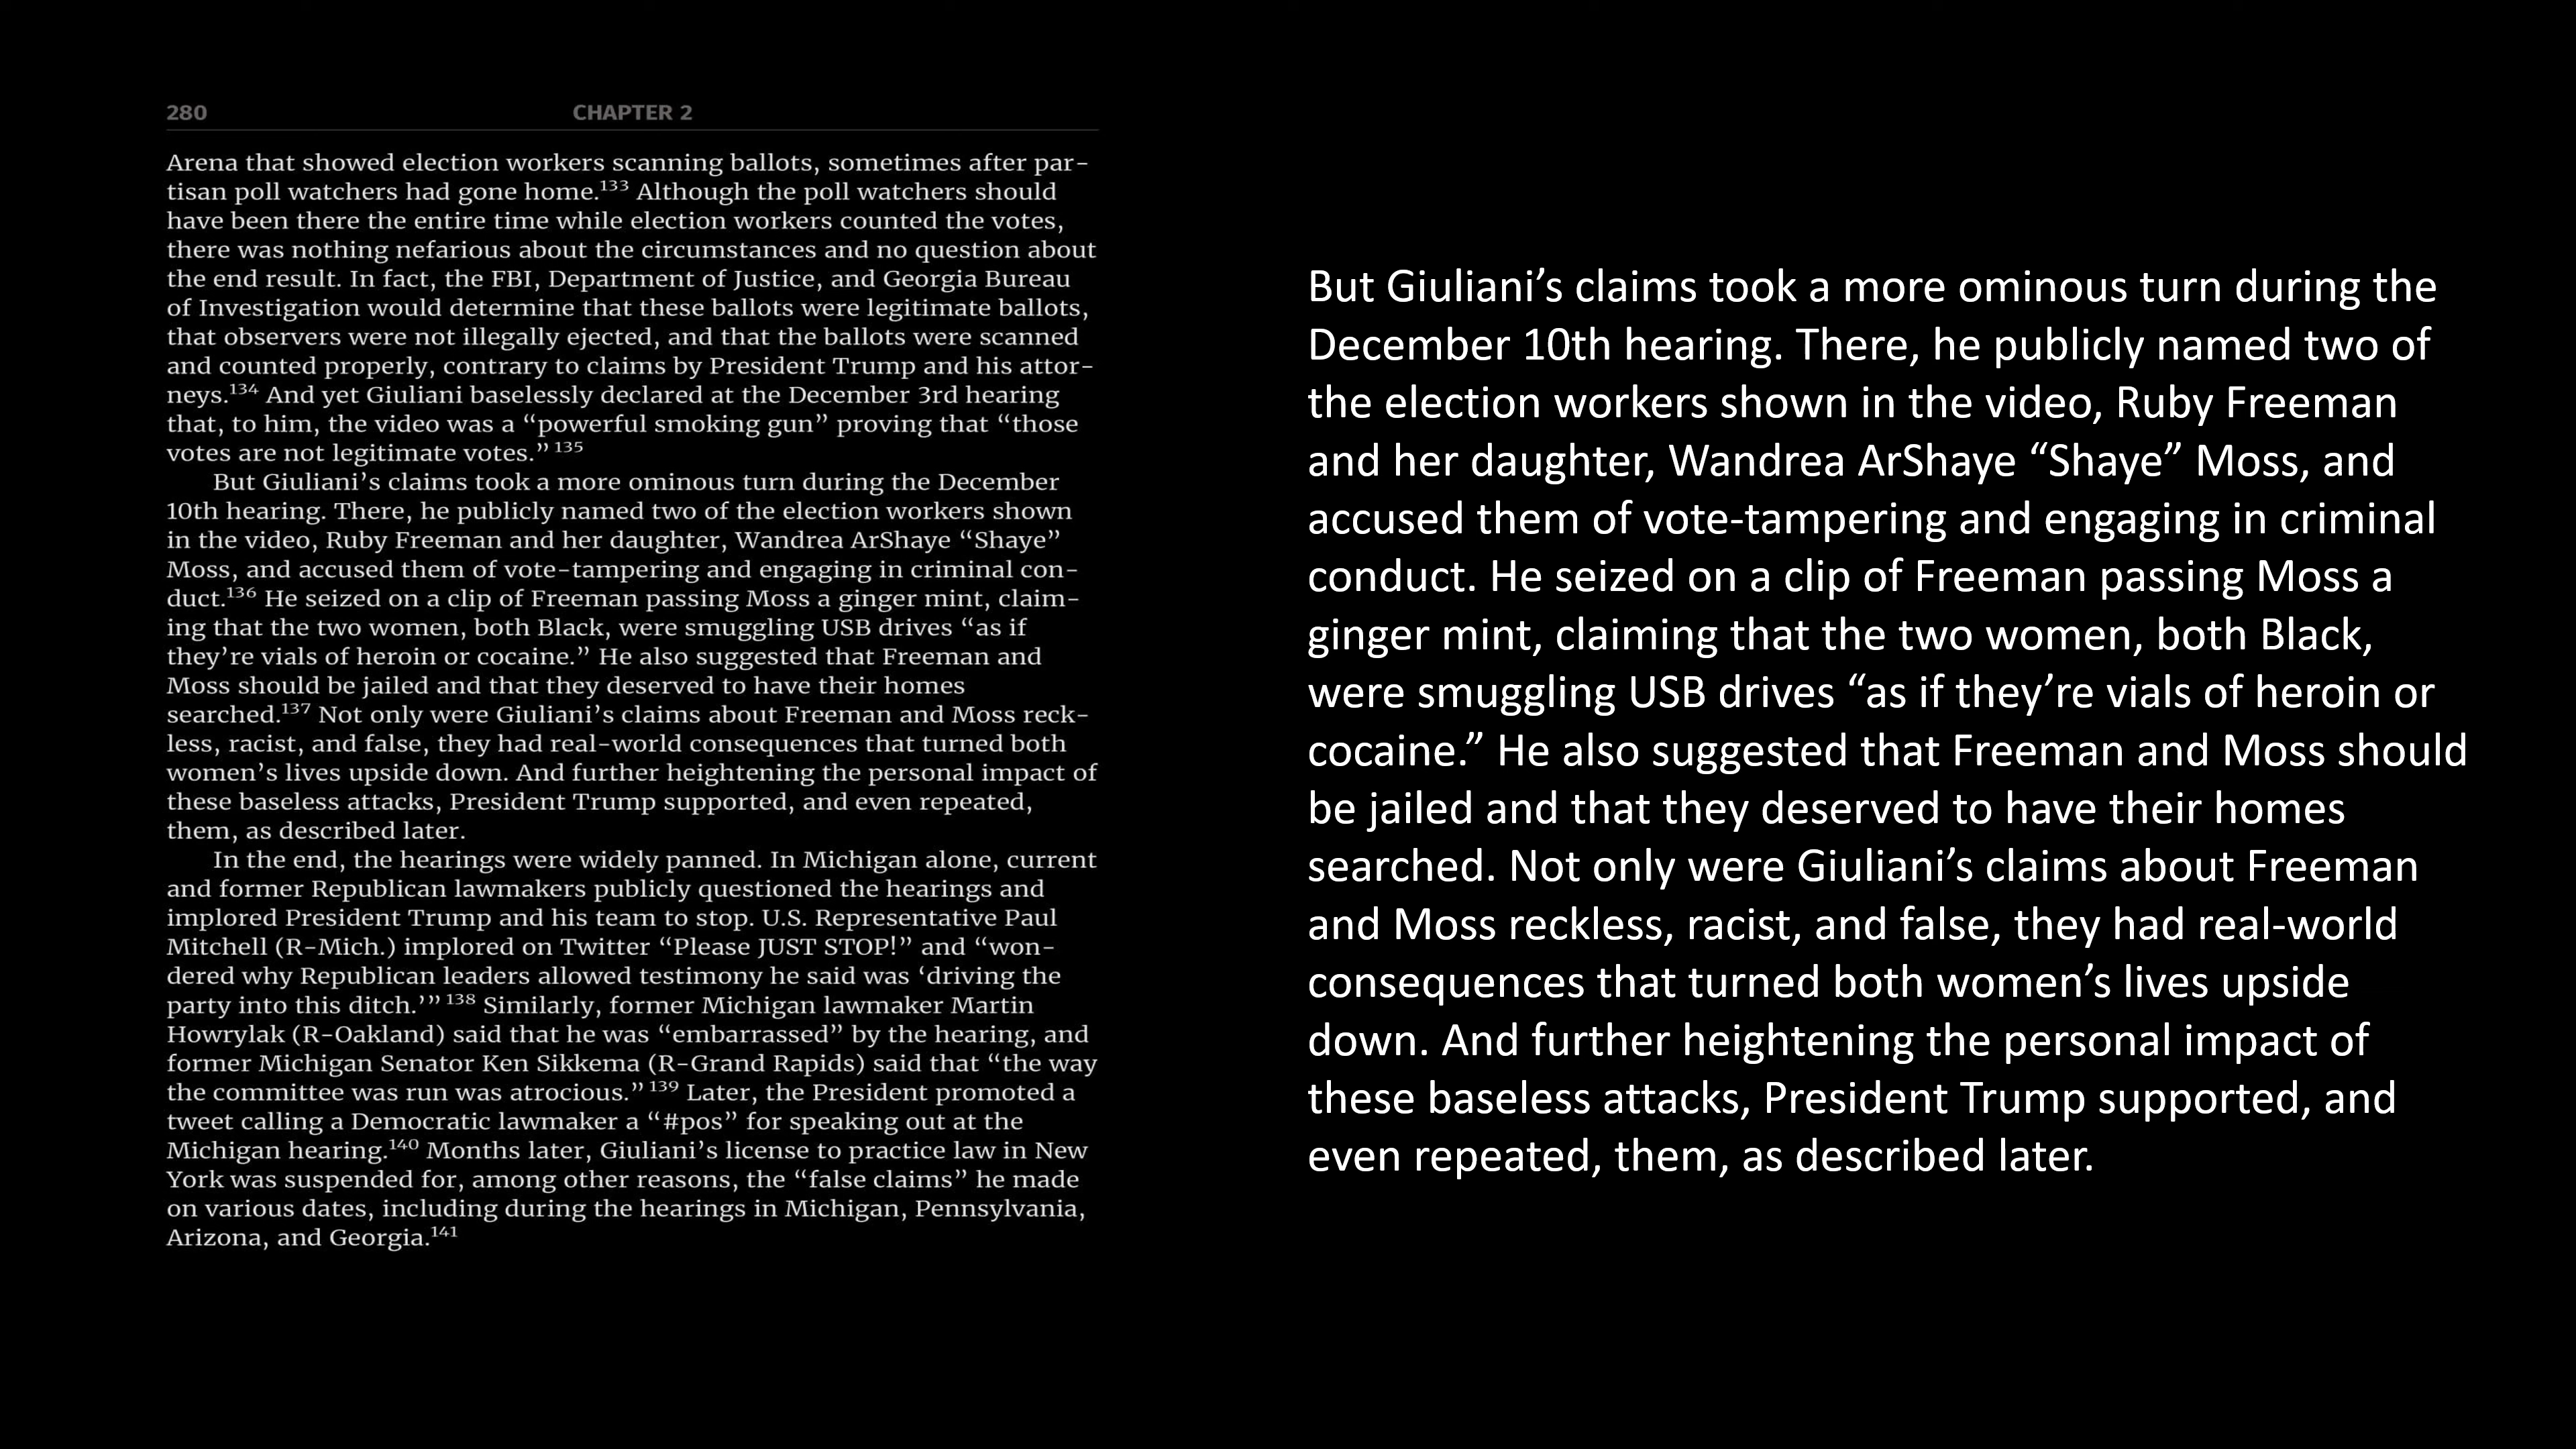 280 CHAPTER 2
Arena that showed election workers scanning ballots, sometimes after par-
tisan poll watchers had gone home.133 Although the poll watchers should
have been there the entire time while election workers counted the votes,
there was nothing nefarious about the circumstances and no question about
the end result. In fact, the FBI, Department of Justice, and Georgia Bureau
of Investigation would determine that these ballots were legitimate ballots,
that observers were not illegally ejected, and that the ballots were scanned
and counted properly, contrary to claims by President Trump and his attor-
neys.134 And yet Giuliani baselessly declared at the December 3rd hearing
that, to him, the video was a “powerful smoking gun” proving that “those
votes are not legitimate votes.” 135
But Giuliani’s claims took a more ominous turn during the December
10th hearing. There, he publicly named two of the election workers shown
in the video, Ruby Freeman and her daughter, Wandrea ArShaye “Shaye”
Moss, and accused them of vote-tampering and engaging in criminal con-
duct.136 He seized on a clip of Freeman passing Moss a ginger mint, claim-
ing that the two women, both Black, were smuggling USB drives “as if
they’re vials of heroin or cocaine.” He also suggested that Freeman and
Moss should be jailed and that they deserved to have their homes
searched.137 Not only were Giuliani’s claims about Freeman and Moss reck-
less, racist, and false, they had real-world consequences that turned both
women’s lives upside down. And further heightening the personal impact of
these baseless attacks, President Trump supported, and even repeated,
them, as described later.
In the end, the hearings were widely panned. In Michigan alone, current
and former Republican lawmakers publicly questioned the hearings and
implored President Trump and his team to stop. U.S. Representative Paul
Mitchell (R-Mich.) implored on Twitter “Please JUST STOP!” and “won-
dered why Republican leaders allowed testimony he said was ‘driving the
party into this ditch.’” 138 Similarly, former Michigan lawmaker Martin
Howrylak (R-Oakland) said that he was “embarrassed” by the hearing, and
former Michigan Senator Ken Sikkema (R-Grand Rapids) said that “the way
the committee was run was atrocious.” 139 Later, the President promoted a
tweet calling a Democratic lawmaker a “#pos” for speaking out at the
Michigan hearing.140 Months later, Giuliani’s license to practice law in New
York was suspended for, among other reasons, the “false claims” he made
on various dates, including during the hearings in Michigan, Pennsylvania,
Arizona, and Georgia.141
But Giuliani’s claims took a more ominous turn during the
December 10th hearing. There, he publicly named two of
the election workers shown in the video, Ruby Freeman
and her daughter, Wandrea ArShaye “Shaye” Moss, and
accused them of vote-tampering and engaging in criminal
conduct. He seized on a clip of Freeman passing Moss a
ginger mint, claiming that the two women, both Black,
were smuggling USB drives “as if they’re vials of heroin or
cocaine.” He also suggested that Freeman and Moss should
be jailed and that they deserved to have their homes
searched. Not only were Giuliani’s claims about Freeman
and Moss reckless, racist, and false, they had real-world
consequences that turned both women’s lives upside
down. And further heightening the personal impact of
these baseless attacks, President Trump supported, and
even repeated, them, as described later.